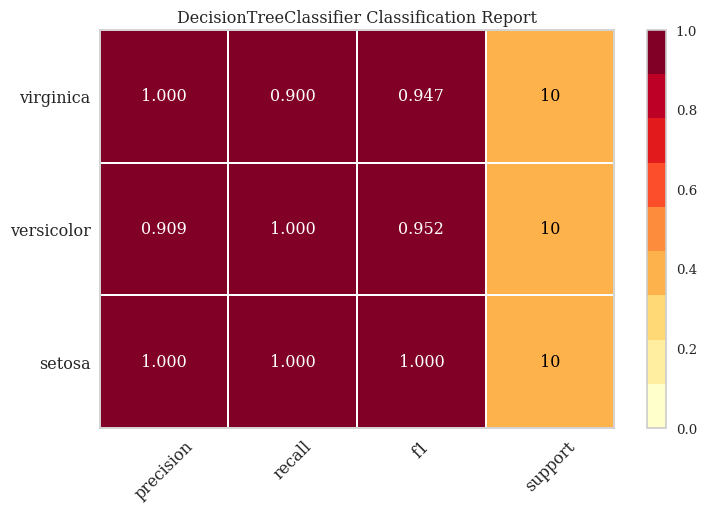 DecisionTreeClassifier Classification Report
virginica 1.000 0.900 0.947 10
versicolor 0.909 1.000 0.952 10
setosa 1.000 1.000 1.000 10
precision recall f1 support
1.0
0.8
0.6
0.4
0.2
0.0